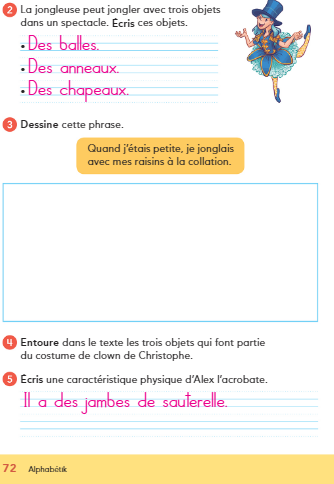 2 La jongleuse peut jongler avec trois objets
dans un spectacle. Écris ces objets.
• Des balles.
• Des anneaux.
• Des chapeaux.
3 Dessine cette phrase.
Quand j'étais petite, je jonglais
avec mes raisins à la collation.
4 Entoure dans le texte les trois objets qui font partie
du costume de clown de Christophe.
5 Écris une caractéristique physique d'Alex l'acrobate.
Il a des jambes de sauterelle.
72 Alphabétik